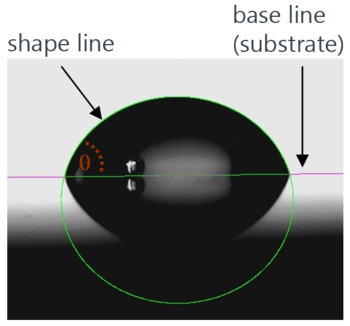 base line
(substrate)
shape line
θ